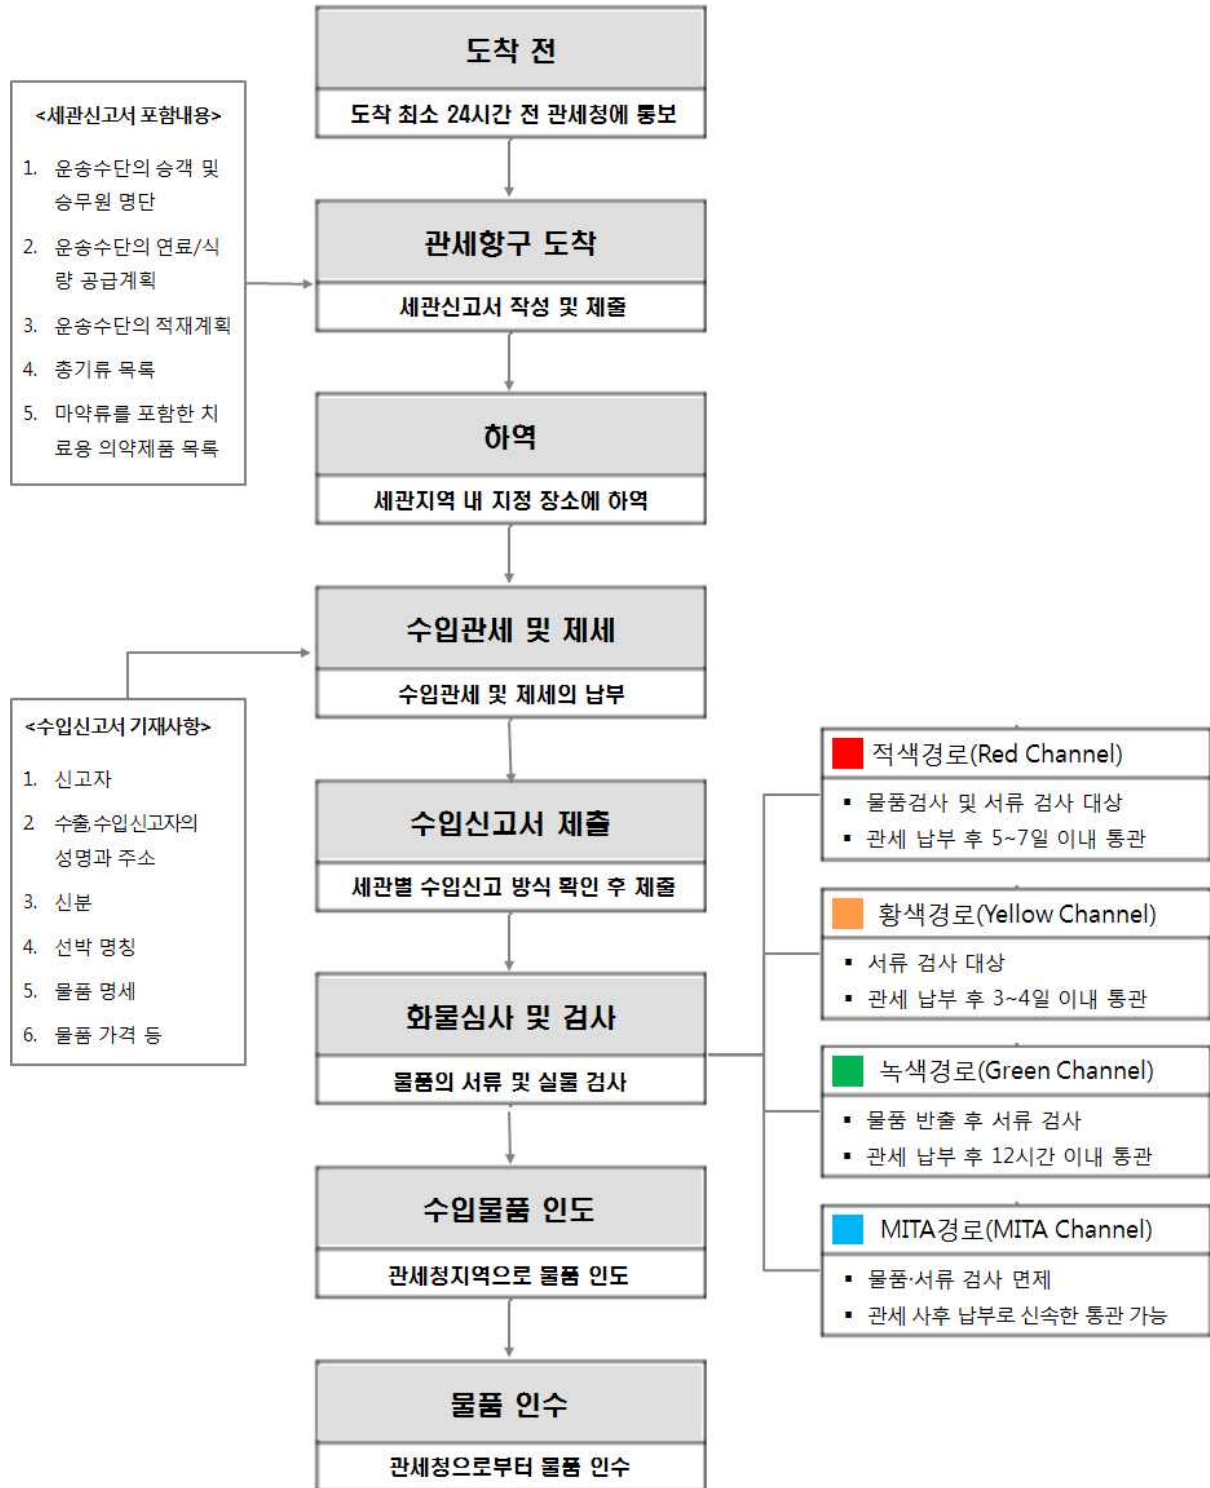 도착 전
도착 최소 24시간 전 관세청에 통보
<세관신고서 포함내용>
1. 운송수단의 승객 및
승무원 명단
2. 운송수단의 연료/식
량 공급계획
3. 운송수단의 적재계획
4. 총기류 목록
5. 마약류를 포함한 치
료용 의약제품 목록
관세항구 도착
세관신고서 작성 및 제출
하역
세관지역 내 지정 장소에 하역
수입관세 및 제세
수입관세 및 제세의 납부
<수입신고서 기재사항>
1. 신고자
2 수출,수입신고자의
성명과 주소
3. 신분
4. 선박 명칭
5. 물품 명세
6. 물품 가격 등
수입신고서 제출
세관별 수입신고 방식 확인 후 제출
화물심사 및 검사
물품의 서류 및 실물 검사
적색경로(Red Channel)
▪ 물품검사 및 서류 검사 대상
▪ 관세 납부 후 5~7일 이내 통관
황색경로(Yellow Channel)
▪ 서류 검사 대상
▪ 관세 납부 후 3~4일 이내 통관
녹색경로(Green Channel)
▪ 물품 반출 후 서류 검사
▪ 관세 납부 후 12시간 이내 통관
MITA경로(MITA Channel)
▪ 물품·서류 검사 면제
▪ 관세 사후 납부로 신속한 통관 가능
수입물품 인도
관세청지역으로 물품 인도
물품 인수
관세청으로부터 물품 인수